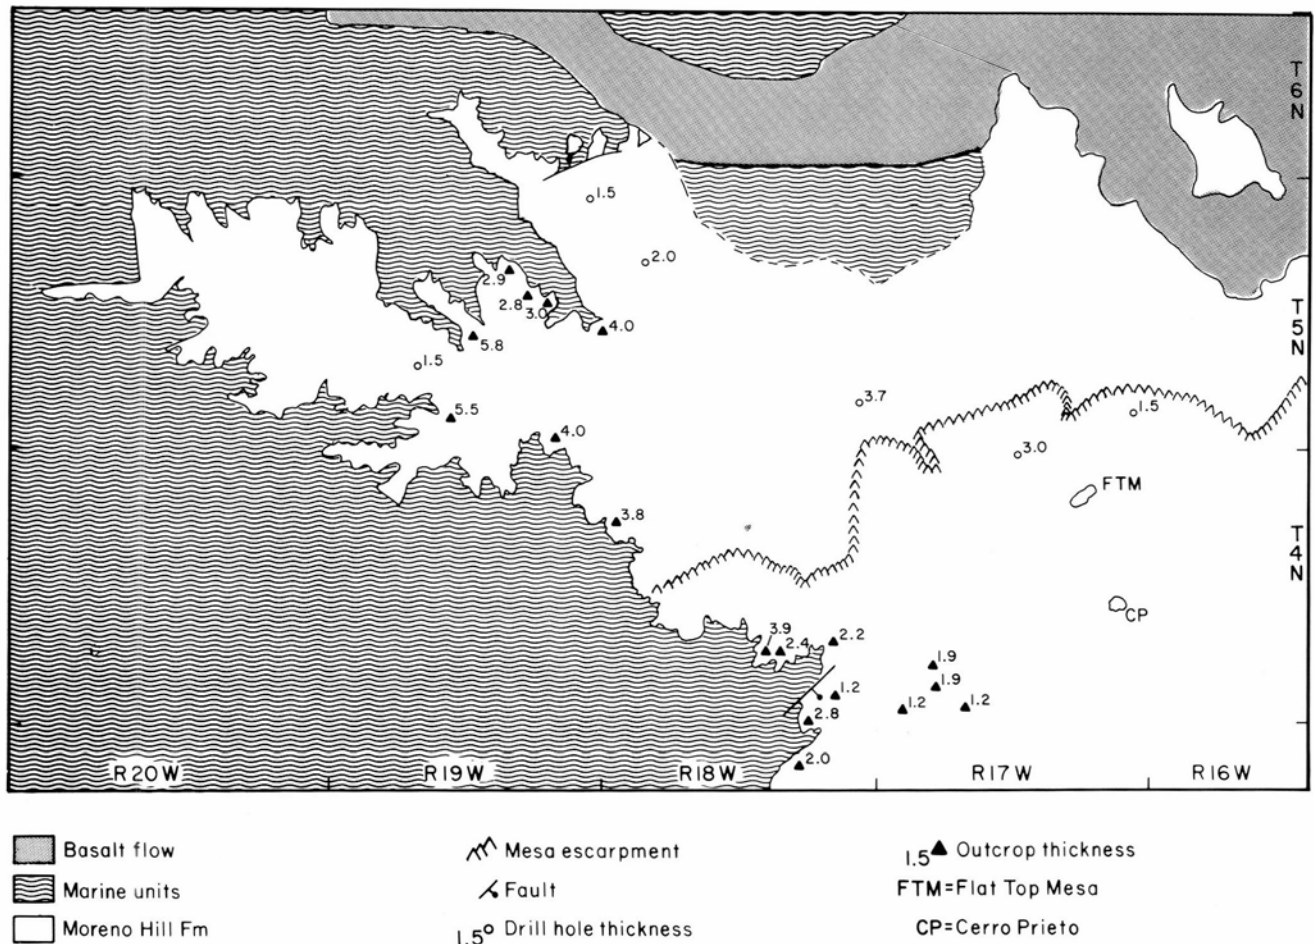 T
6
N
1.5
2.0
2.9
2.8
3.0
4.0
5.8
1.5
T
5
N
5.5
4.0
3.7
1.5
3.0
FTM
3.8
T
4
N
CP
3.9
2.4
2.2
1.9
1.9
1.2
1.2
1.2
2.8
2.0
R20W
R19W
R18W
R17W
R16W
Basalt flow
Marine units
Moreno Hill Fm
Mesa escarpment
Fault
1.5 Drill hole thickness
1.5 Outcrop thickness
FTM=Flat Top Mesa
CP=Cerro Prieto